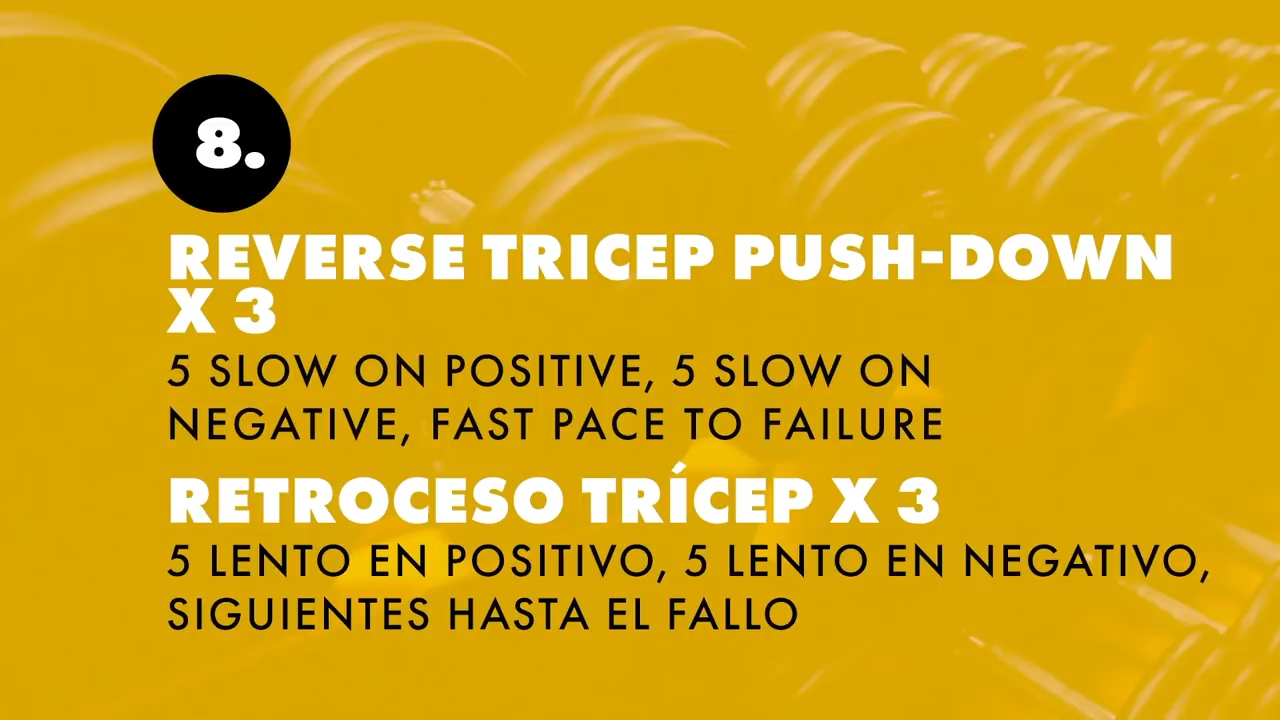 8.
REVERSE TRICEP PUSH-DOWN
X 3
5 SLOW ON POSITIVE, 5 SLOW ON
NEGATIVE, FAST PACE TO FAILURE
RETROCESO TRÍCEP X 3
5 LENTO EN POSITIVO, 5 LENTO EN NEGATIVO,
SIGUIENTES HASTA EL FALLO